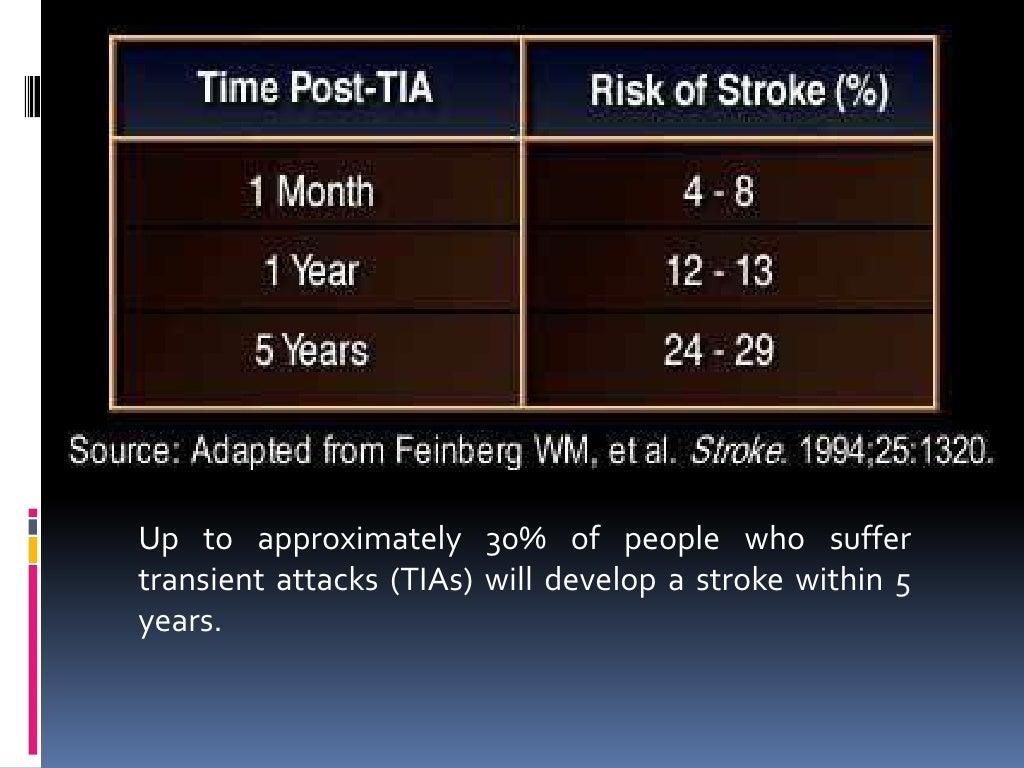 Time Post-TIA Risk of Stroke (%)
1 Month 4 - 8
1 Year 12 - 13
5 Years 24 - 29
Source: Adapted from Feinberg WM, et al. Stroke. 1994;25:1320.
Up to approximately 30% of people who suffer
transient attacks (TIAs) will develop a stroke within 5
years.